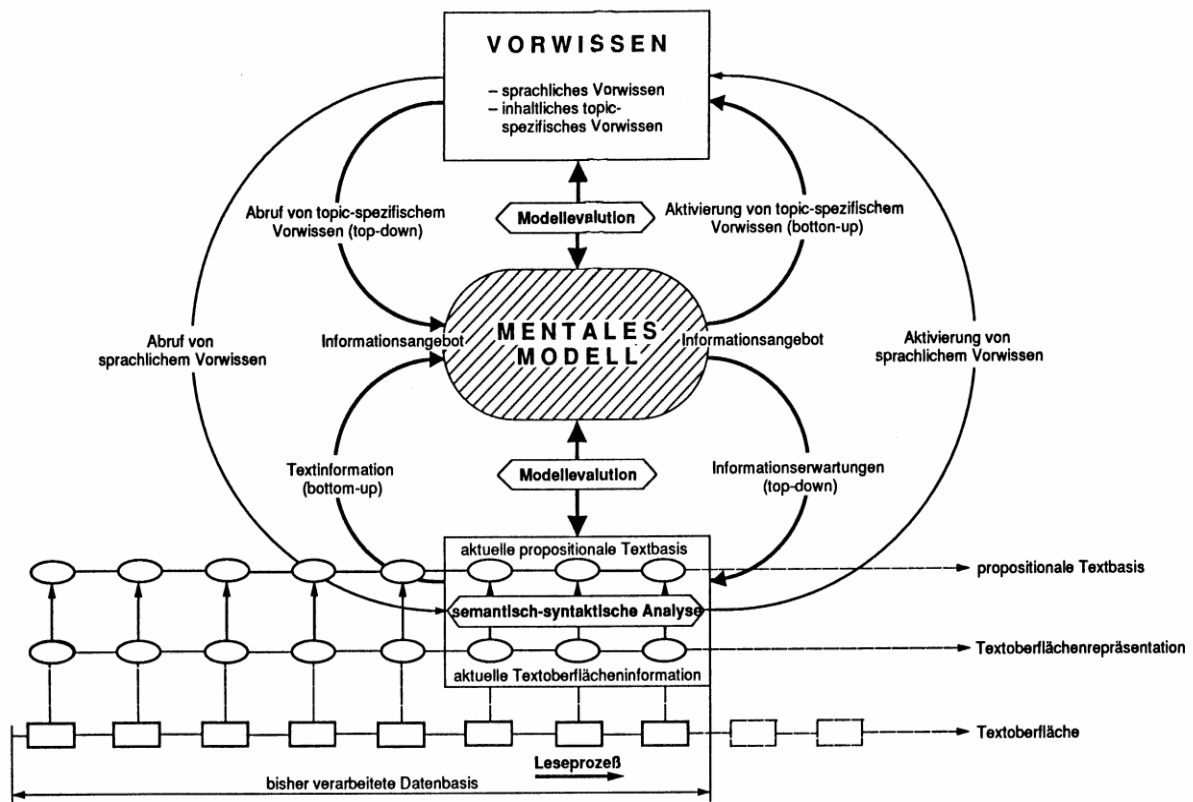 VORWISSEN
– sprachliches Vorwissen
– inhaltliches topic-
spezifisches Vorwissen
Abruf von topic-spezifischem
Vorwissen (top-down)
Modellevalution
Aktivierung von topic-spezifischem
Vorwissen (botton-up)
Abruf von
sprachlichem Vorwissen
Informationsangebot
MENTALES
MODELL
Informationsangebot
Aktivierung von
sprachlichem Vorwissen
Textinformation
(bottom-up)
Modellevalution
Informationserwartungen
(top-down)
aktuelle propositionale Textbasis
propositionale Textbasis
semantisch-syntaktische Analyse
Textoberflächenrepräsentation
aktuelle Textoberflächeninformation
Textoberfläche
Leseprozeß
bisher verarbeitete Datenbasis